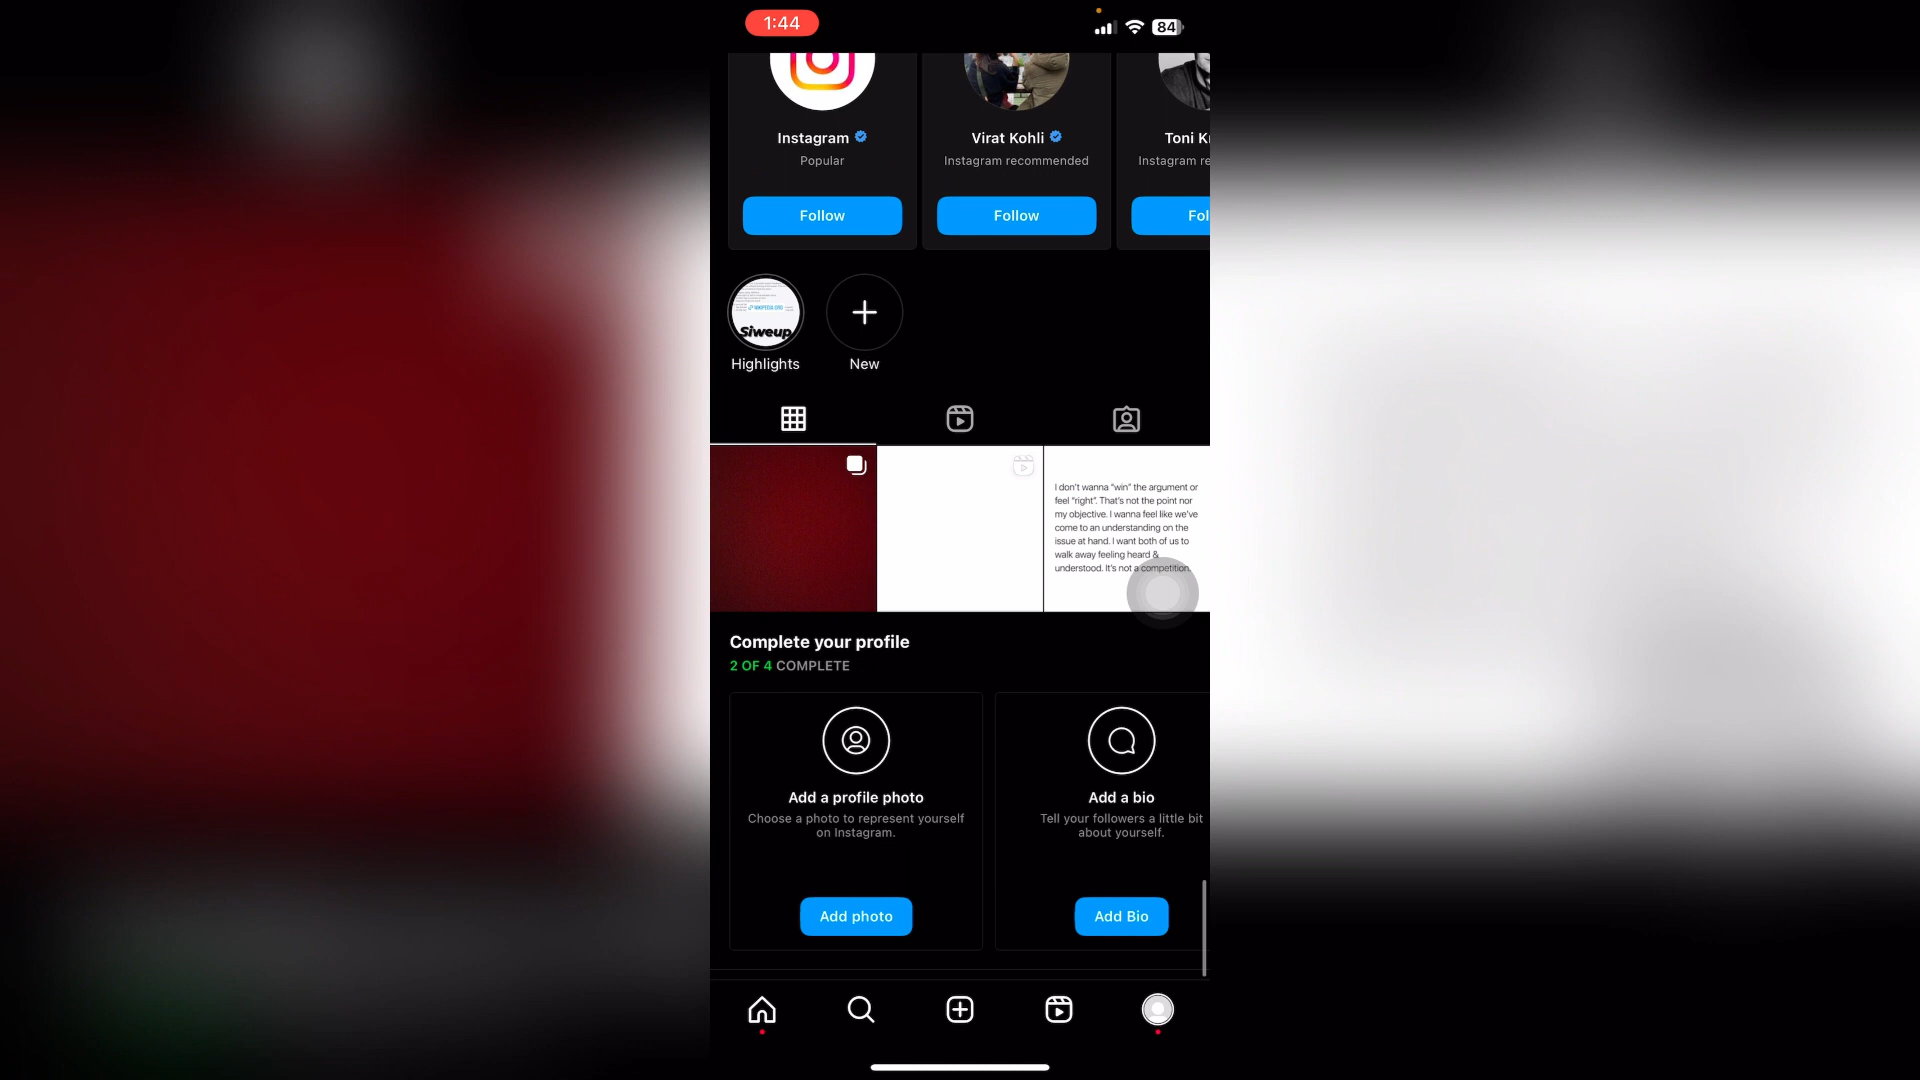 1:44
84
Instagram
Virat Kohli
Toni K
Popular
Instagram recommended
Instagram re
Follow
Follow
Fol
WIKIPEDIA.ORG
Siweup
Highlights
New
I don't wanna "win" the argument or
feel "right". That's not the point nor
my objective. I wanna feel like we've
come to an understanding on the
issue at hand. I want both of us to
walk away feeling heard &
understood. It's not a competition.
Complete your profile
2 OF 4 COMPLETE
Add a profile photo
Choose a photo to represent yourself
on Instagram.
Add photo
Add a bio
Tell your followers a little bit
about yourself.
Add Bio